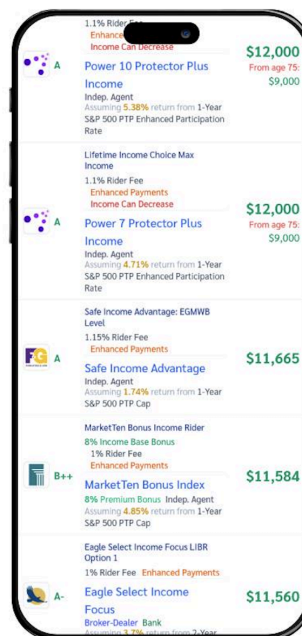 1.1% Rider Fee
Enhanced
Income Can Decrease
A
Power 10 Protector Plus
Income
Indep. Agent
Assuming 5.38% return from 1-Year
S&P 500 PTP Enhanced Participation
Rate
$12,000
From age 75:
$9,000
Lifetime Income Choice Max
Income
1.1% Rider Fee
Enhanced Payments
Income Can Decrease
A
Power 7 Protector Plus
Income
Indep. Agent
Assuming 4.71% return from 1-Year
S&P 500 PTP Enhanced Participation
Rate
$12,000
From age 75:
$9,000
Safe Income Advantage: EGMWB
Level
1.15% Rider Fee
Enhanced Payments
FG
A
Safe Income Advantage
Indep. Agent
Assuming 1.74% return from 1-Year
S&P 500 PTP Cap
$11,665
MarketTen Bonus Income Rider
8% Income Base Bonus
1% Rider Fee
Enhanced Payments
B++
MarketTen Bonus Index
8% Premium Bonus Indep. Agent
Assuming 4.85% return from 1-Year
S&P 500 PTP Cap
$11,584
Eagle Select Income Focus LIBR
Option 1
1% Rider Fee Enhanced Payments
A-
Eagle Select Income
Focus
Broker-Dealer Bank
Assuming 3.7% return from 2-Year
$11,560